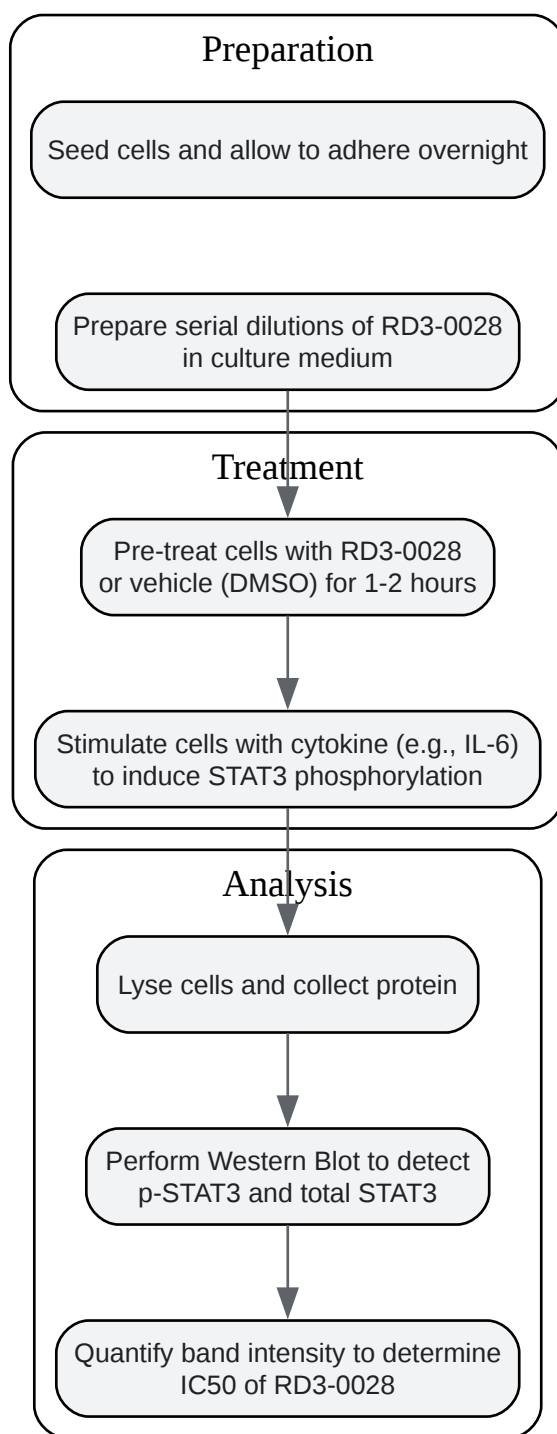 Preparation
Seed cells and allow to adhere overnight
Prepare serial dilutions of RD3-0028
in culture medium
Treatment
Pre-treat cells with RD3-0028
or vehicle (DMSO) for 1-2 hours
Stimulate cells with cytokine (e.g., IL-6)
to induce STAT3 phosphorylation
Analysis
Lyse cells and collect protein
Perform Western Blot to detect
p-STAT3 and total STAT3
Quantify band intensity to determine
IC50 of RD3-0028